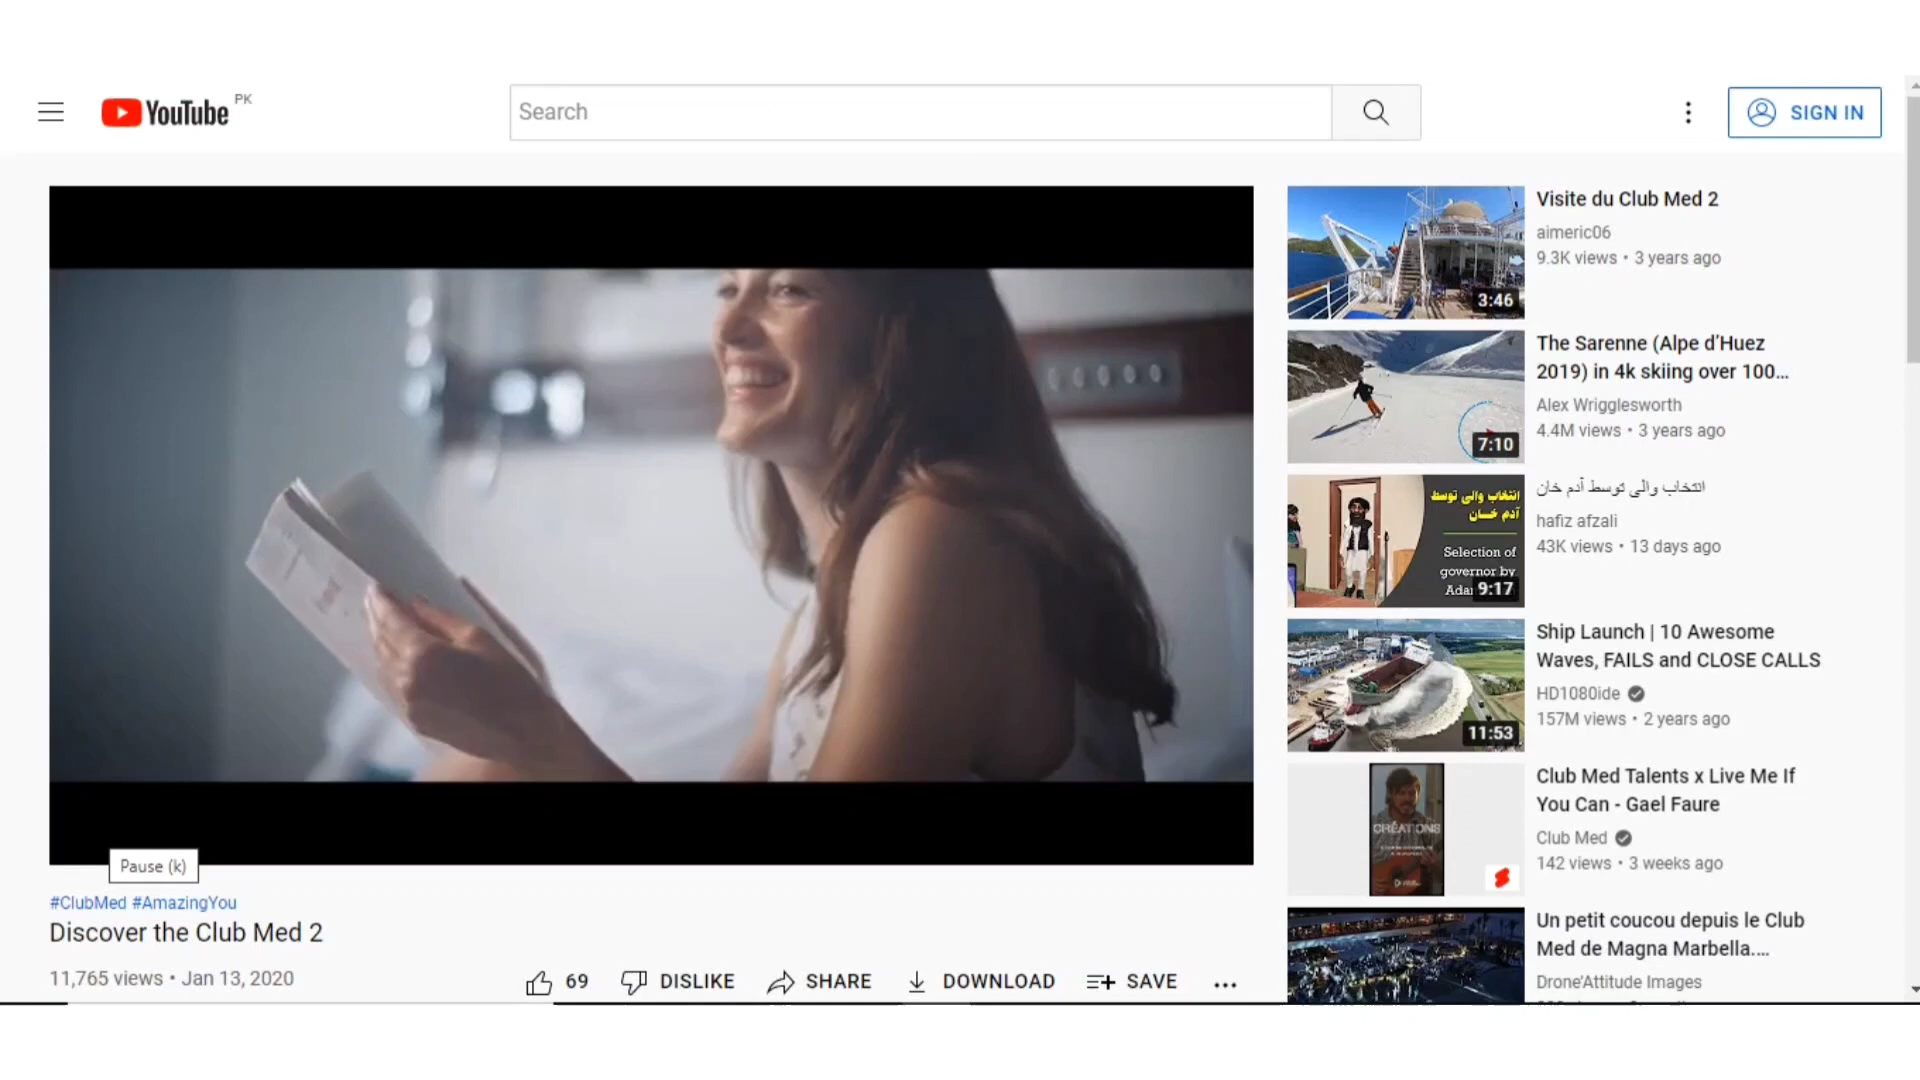 YouTube PK
Search
SIGN IN
Pause (k)
#ClubMed #AmazingYou
Discover the Club Med 2
11,765 views • Jan 13, 2020
69
DISLIKE
SHARE
DOWNLOAD
SAVE
3:46
Visite du Club Med 2
aimeric06
9.3K views • 3 years ago
7:10
The Sarenne (Alpe d'Huez
2019) in 4k skiing over 100...
Alex Wrigglesworth
4.4M views • 3 years ago
انتخاب والی توسط
آدم خان
Selection of
governor by
9:17
انتخاب والی توسط آدم خان
hafiz afzali
43K views • 13 days ago
11:53
Ship Launch | 10 Awesome
Waves, FAILS and CLOSE CALLS
HD1080ide
157M views • 2 years ago
CRÉATIONS
Club Med Talents x Live Me If
You Can - Gael Faure
Club Med
142 views • 3 weeks ago
Un petit coucou depuis le Club
Med de Magna Marbella....
Drone'Attitude Images